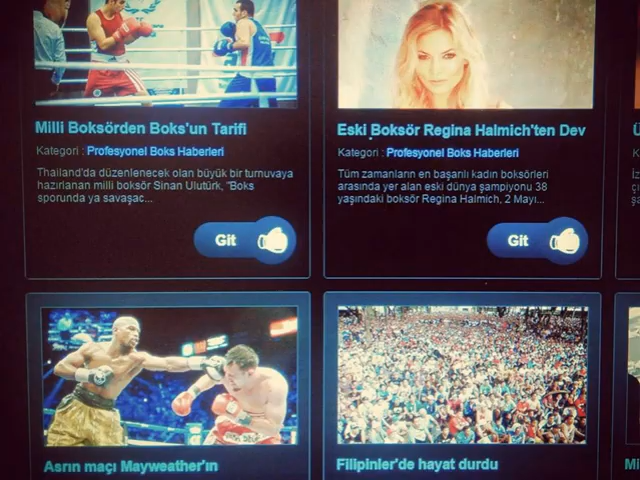 Milli Boksörden Boks'un Tarifi
Kategori : Profesyonel Boks Haberleri
Thailand'da düzenlenecek olan büyük bir turnuvaya
hazırlanan milli boksör Sinan Ulutürk, "Boks
sporunda ya savaşac...
Git
Eski Boksör Regina Halmich'ten Dev
Kategori : Profesyonel Boks Haberleri
Tüm zamanların en başarılı kadın boksörleri
arasında yer alan eski dünya şampiyonu 38
yaşındaki boksör Regina Halmich, 2 Mayı...
Git
Asrın maçı Mayweather'ın
Filipinler'de hayat durdu
Mi